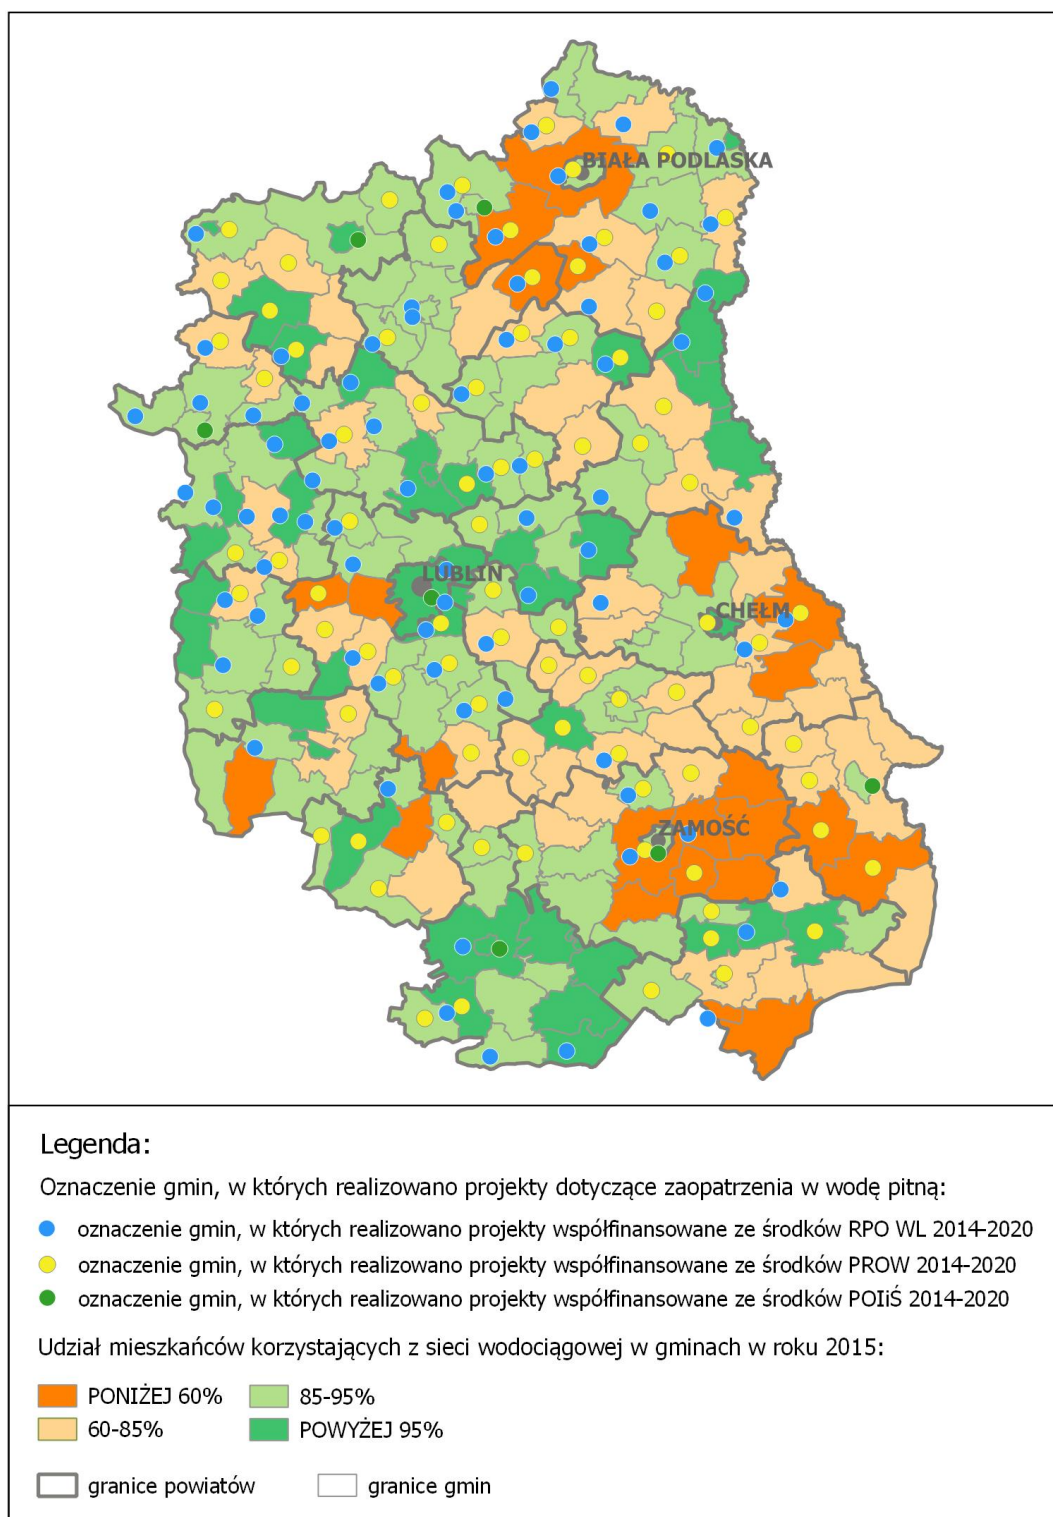 BIAŁA PODLASKA
LUBLIN
CHEŁM
ZAMOŚĆ
Legenda:
Oznaczenie gmin, w których realizowano projekty dotyczące zaopatrzenia w wodę pitną:
oznaczenie gmin, w których realizowano projekty współfinansowane ze środków RPO WL 2014-2020
oznaczenie gmin, w których realizowano projekty współfinansowane ze środków PROW 2014-2020
oznaczenie gmin, w których realizowano projekty współfinansowane ze środków POIiŚ 2014-2020
Udział mieszkańców korzystających z sieci wodociągowej w gminach w roku 2015:
PONIŻEJ 60% 85-95%
60-85% POWYŻEJ 95%
granice powiatów granice gmin